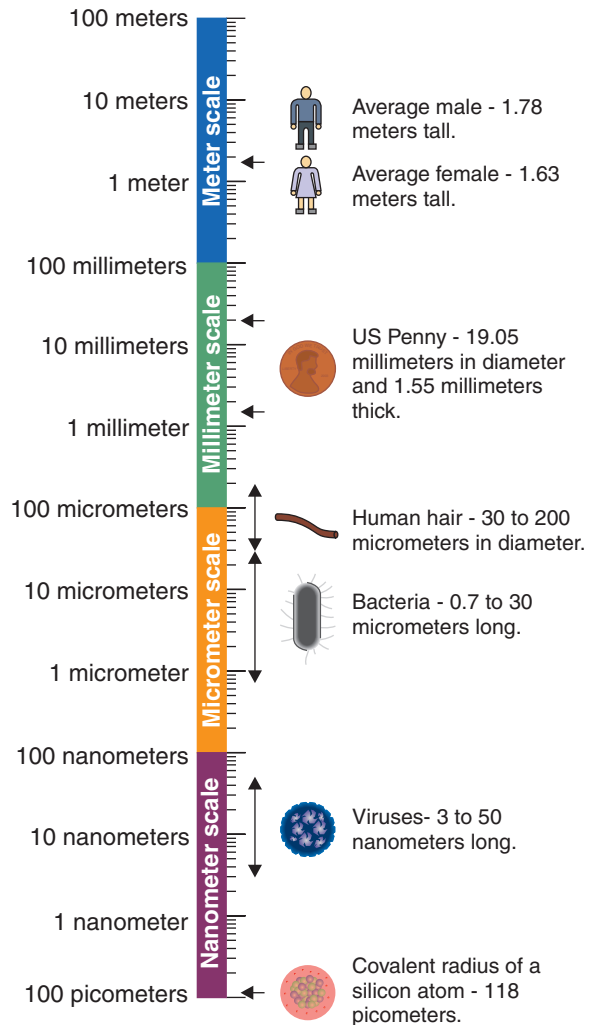 100 meters
10 meters
Meter scale
Average male - 1.78
meters tall.
Average female - 1.63
meters tall.
1 meter
100 millimeters
Millimeter scale
10 millimeters
US Penny - 19.05
millimeters in diameter
and 1.55 millimeters
thick.
1 millimeter
100 micrometers
Micrometer scale
Human hair - 30 to 200
micrometers in diameter.
10 micrometers
Bacteria - 0.7 to 30
micrometers long.
1 micrometer
100 nanometers
Nanometer scale
10 nanometers
Viruses- 3 to 50
nanometers long.
1 nanometer
100 picometers
Covalent radius of a
silicon atom - 118
picometers.